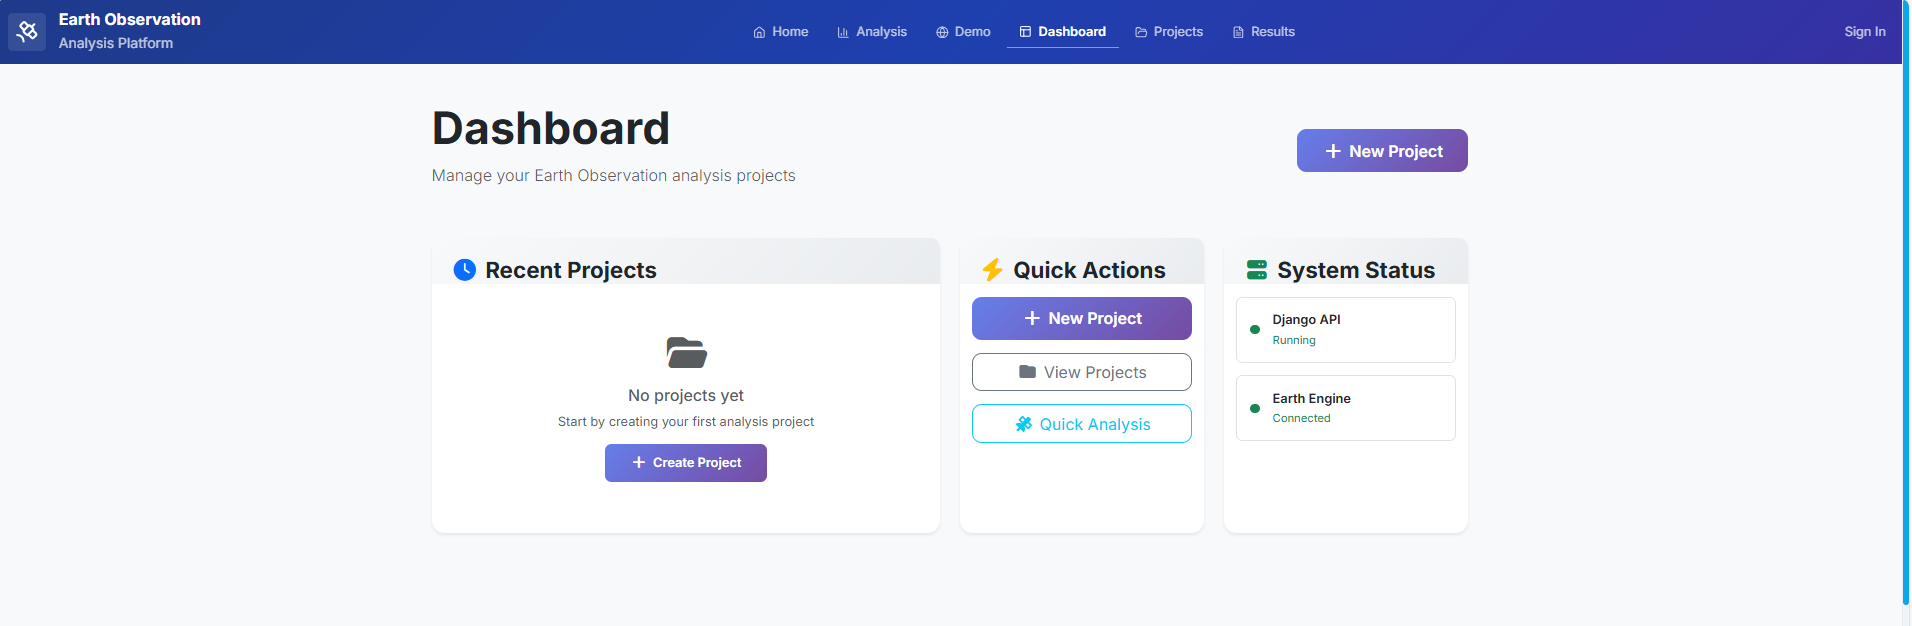 Earth Observation
Analysis Platform
Home
Analysis
Demo
Dashboard
Projects
Results
Sign In
Dashboard
Manage your Earth Observation analysis projects
New Project
Recent Projects
No projects yet
Start by creating your first analysis project
Create Project
Quick Actions
New Project
View Projects
Quick Analysis
System Status
Django API
Running
Earth Engine
Connected